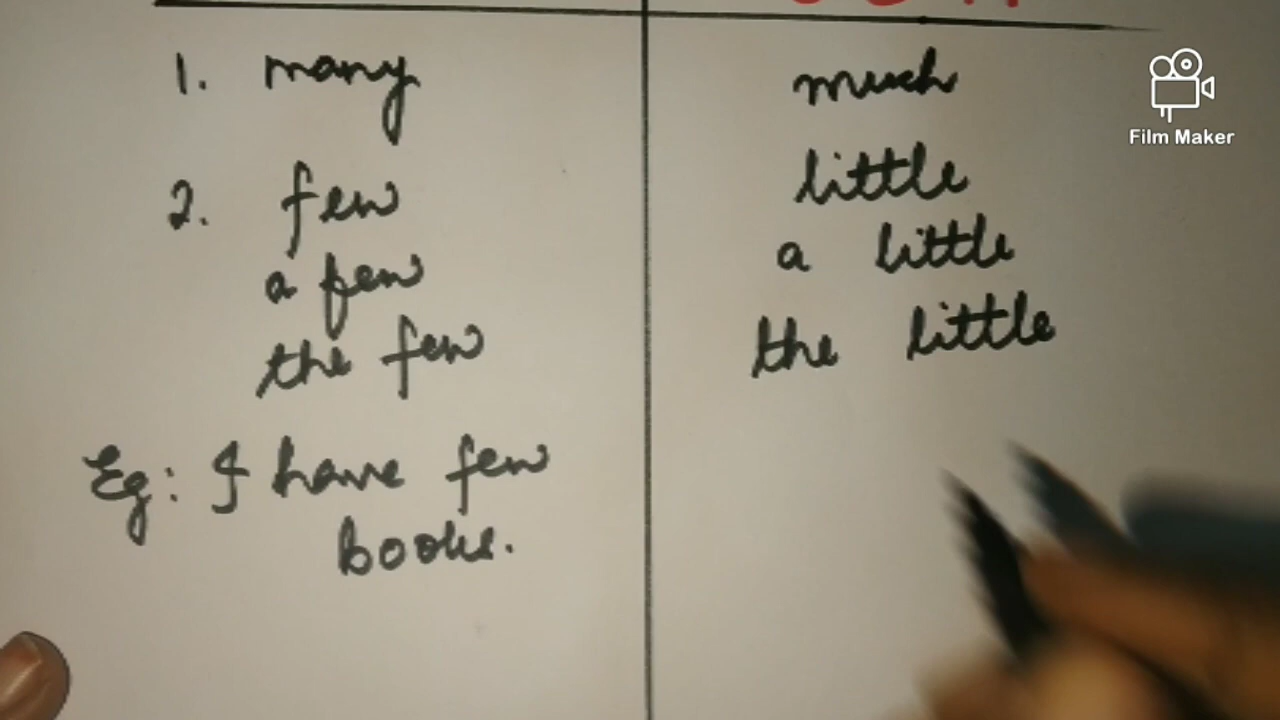 1. many much
2. few little
a few a little
the few the little
Eg: I have few
books.
Film Maker